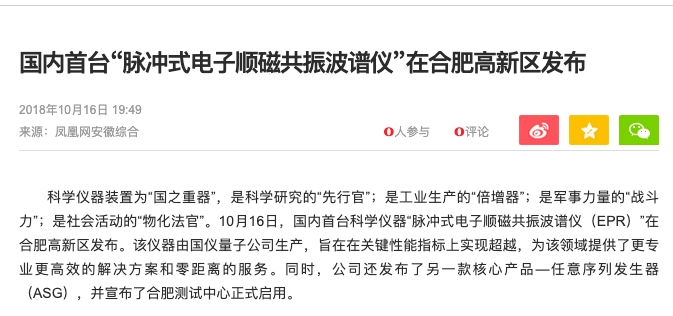 国内首台“脉冲式电子顺磁共振波谱仪”在合肥高新区发布
2018年10月16日 19:49
来源：凤凰网安徽综合
0人参与 0评论
科学仪器装置为“国之重器”，是科学研究的“先行官”；是工业生产的“倍增器”；是军事力量的“战斗
力”；是社会活动的“物化法官”。10月16日，国内首台科学仪器“脉冲式电子顺磁共振波谱仪（EPR）”在
合肥高新区发布。该仪器由国仪量子公司生产，旨在在关键性能指标上实现超越，为该领域提供了更专
业更高效的解决方案和零距离的服务。同时，公司还发布了另一款核心产品—任意序列发生器
（ASG），并宣布了合肥测试中心正式启用。